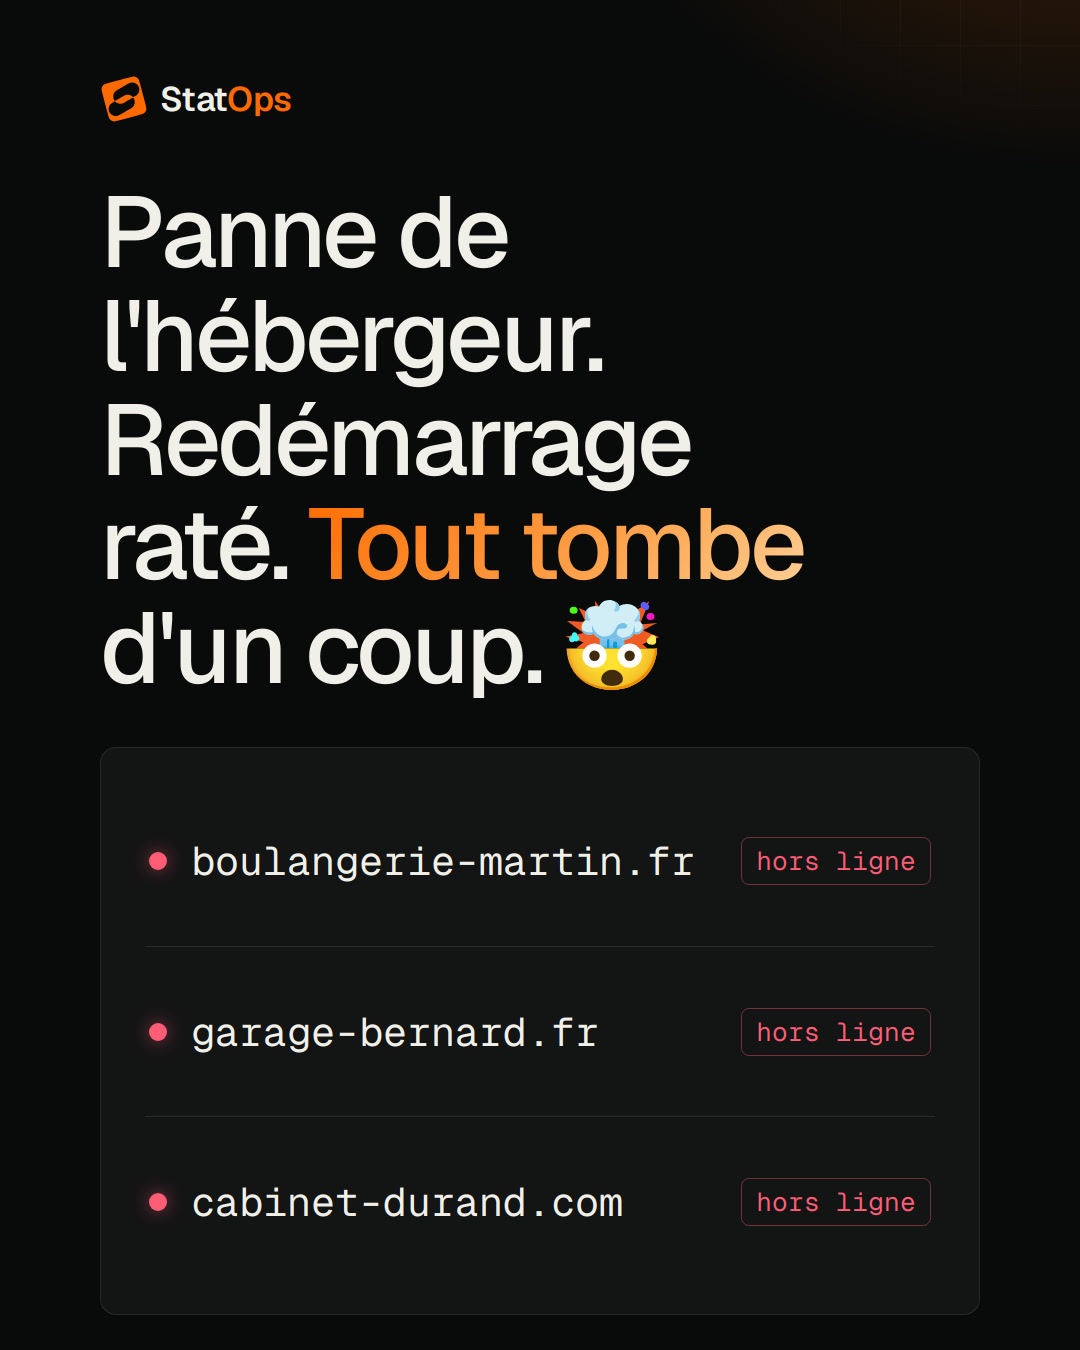 StatOps
Panne de
l'hébergeur.
Redémarrage
raté. Tout tombe
d'un coup. 🤯
boulangerie-martin.fr hors ligne
garage-bernard.fr hors ligne
cabinet-durand.com hors ligne